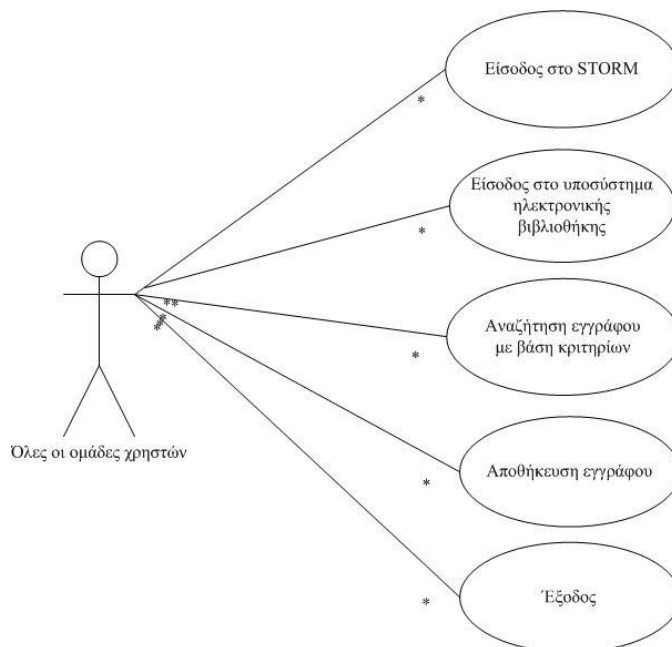 Είσοδος στο STORM
*
Είσοδος στο υποσύστημα
ηλεκτρονικής
βιβλιοθήκης
*
**
***
Αναζήτηση εγγράφου
με βάση κριτηρίων
*
Όλες οι ομάδες χρηστών
Αποθήκευση εγγράφου
*
Έξοδος
*